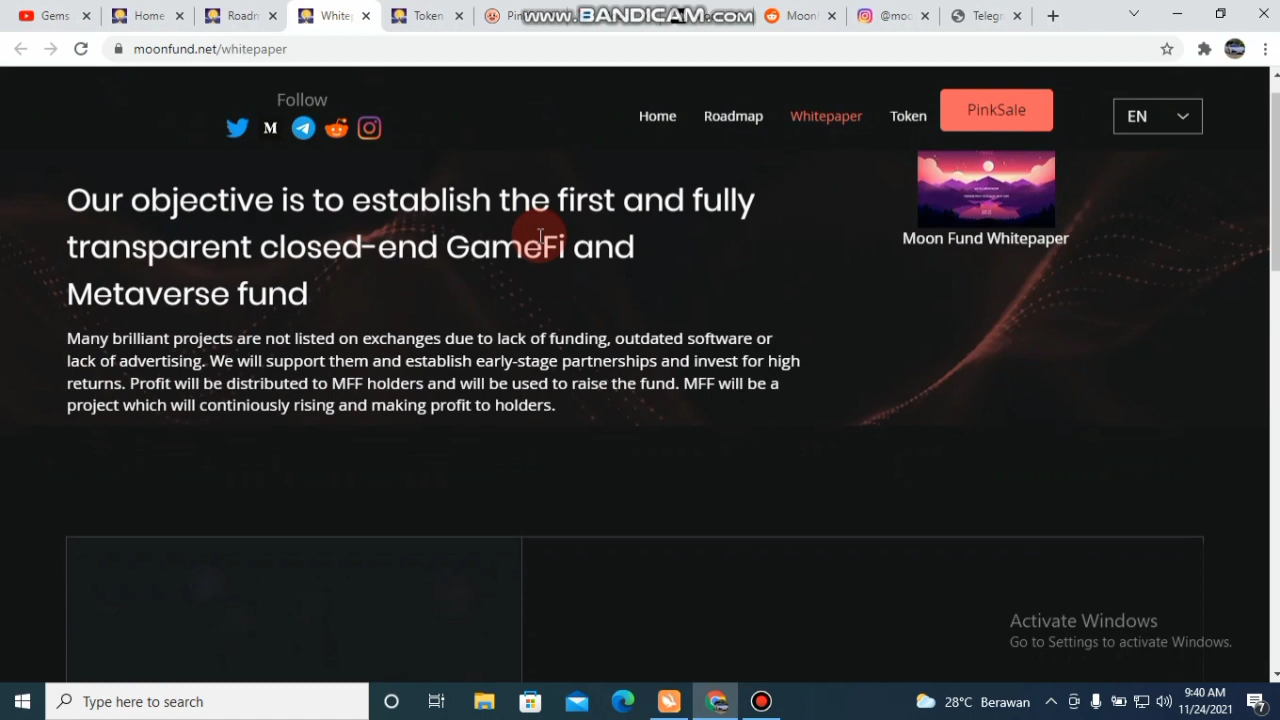 Gems
Home
Roadn
White
Token
Pin
www.BANDICAM.com
Moon
@moo
Telegr
moonfund.net/whitepaper
Follow
Home
Roadmap
Whitepaper
Token
PinkSale
EN
Our objective is to establish the first and fully
transparent closed-end GameFi and
Metaverse fund
Moon Fund Whitepaper
Many brilliant projects are not listed on exchanges due to lack of funding, outdated software or
lack of advertising. We will support them and establish early-stage partnerships and invest for high
returns. Profit will be distributed to MFF holders and will be used to raise the fund. MFF will be a
project which will continiously rising and making profit to holders.
Activate Windows
Go to Settings to activate Windows.
Type here to search
28°C Berawan
9:40 AM
11/24/2021
7